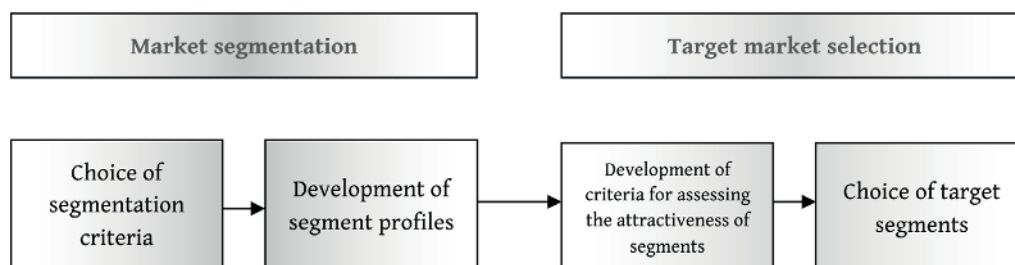 Market segmentation
Target market selection
Choice of
segmentation
criteria
Development of
segment profiles
Development of
criteria for assessing
the attractiveness of
segments
Choice of target
segments